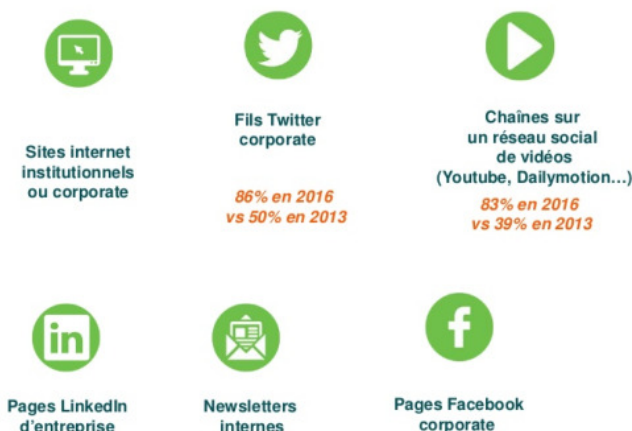 Sites internet
institutionnels
ou corporate
Fils Twitter
corporate
86% en 2016
vs 50% en 2013
Chaînes sur
un réseau social
de vidéos
(Youtube, Dailymotion...)
83% en 2016
vs 39% en 2013
in
Pages LinkedIn
d'entreprise
Newsletters
internes
f
Pages Facebook
corporate